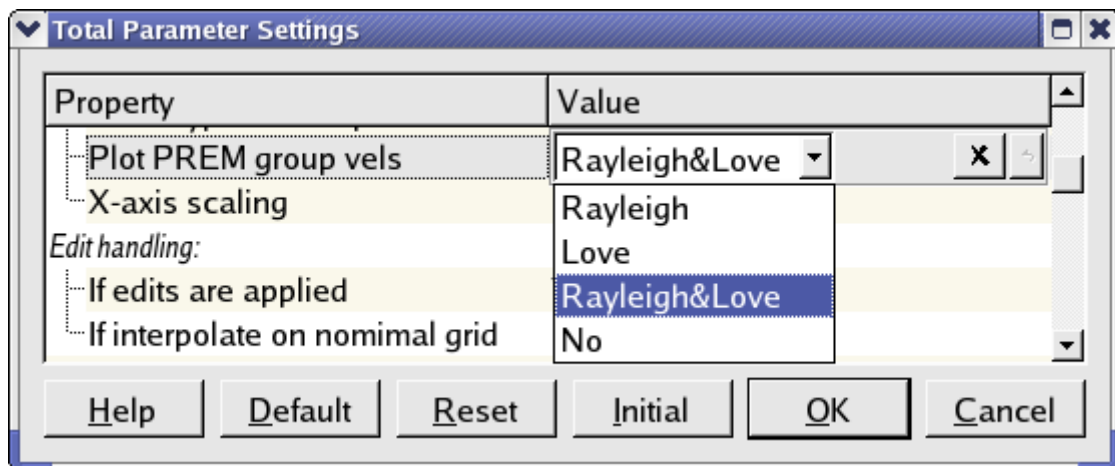 Total Parameter Settings
Property Value
Plot PREM group vels Rayleigh&Love
X-axis scaling Rayleigh
Edit handling: Love
If edits are applied Rayleigh&Love
If interpolate on nomimal grid No
Help Default Reset Initial OK Cancel